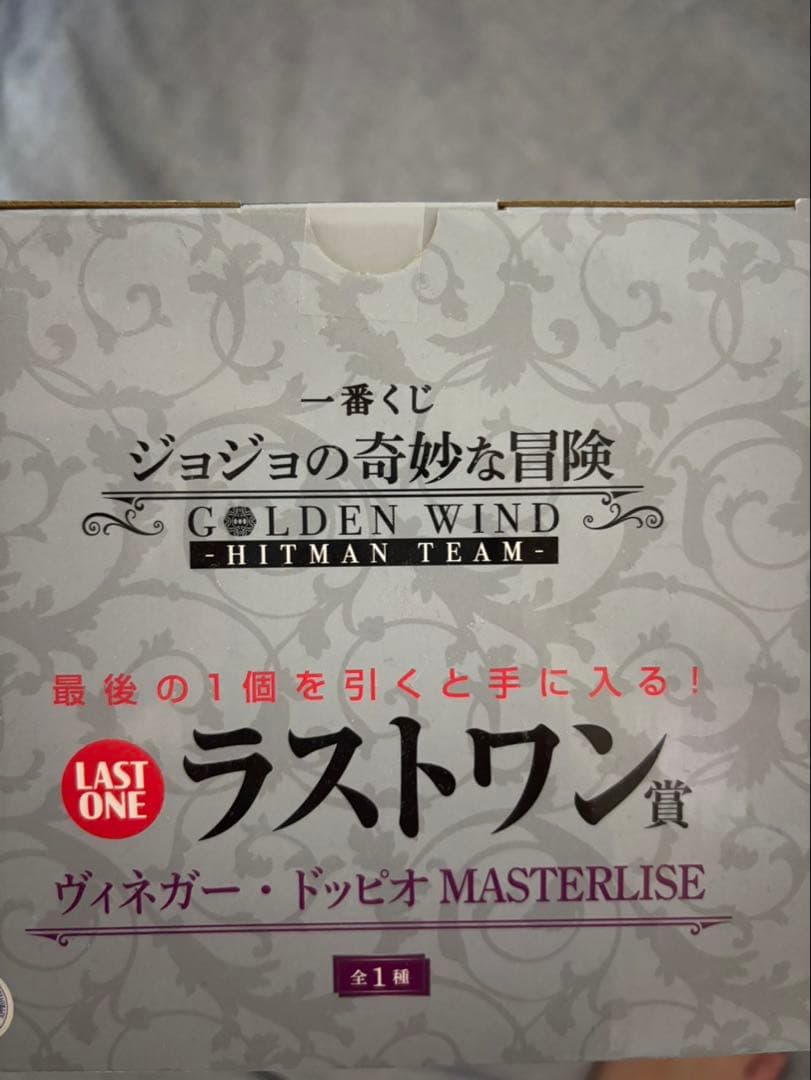 一番くじ
ジョジョの奇妙な冒険
GOLDEN WIND
-HITMAN TEAM-
最後の1個を引くと手に入る!
LAST
ONE
ラストワン賞
ヴィネガー・ドッピオ MASTERLISE
全1種